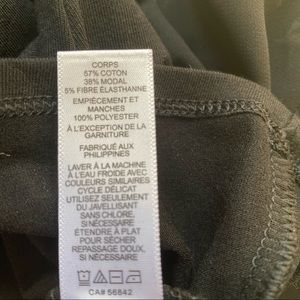 CORPS
57% COTON
38% MODAL
5% FIBRE ÉLASTHANNE
EMPIÈCEMENT ET
MANCHES
100% POLYESTER
À L'EXCEPTION DE LA
GARNITURE
FABRIQUÉ AUX
PHILIPPINES
LAVER À LA MACHINE
À L'EAU FROIDE AVEC
COULEURS SIMILAIRES
CYCLE DÉLICAT
UTILISEZ SEULEMENT
DU JAVELLISANT
SANS CHLORE,
SI NÉCESSAIRE
ÉTENDRE À PLAT
POUR SÉCHER
REPASSAGE DOUX,
SI NÉCESSAIRE
CA# 56842